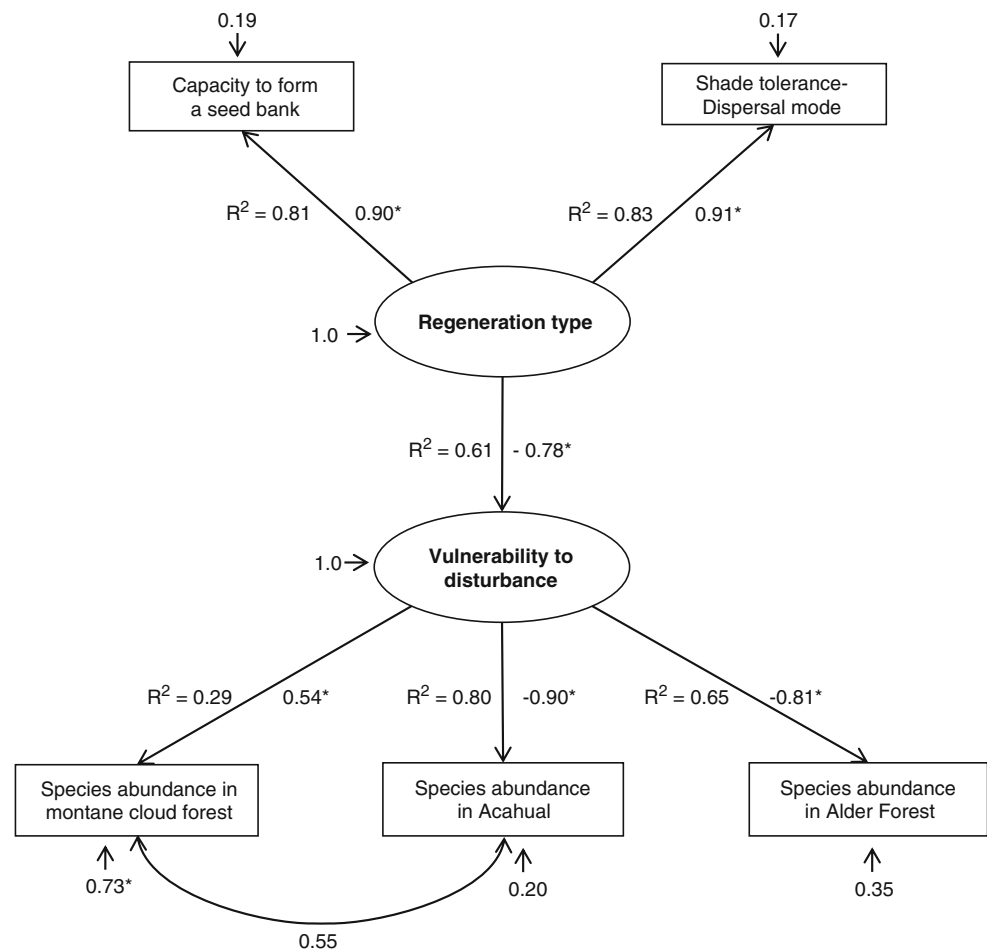 0.19
0.17
Capacity to form
a seed bank
Shade tolerance-
Dispersal mode
R² = 0.81
0.90*
R² = 0.83
0.91*
Regeneration type
1.0
R² = 0.61
- 0.78*
Vulnerability to
disturbance
1.0
R² = 0.29
0.54*
R² = 0.80
-0.90*
R² = 0.65
-0.81*
Species abundance in
montane cloud forest
Species abundance
in Acahual
Species abundance
in Alder Forest
0.73*
0.20
0.35
0.55